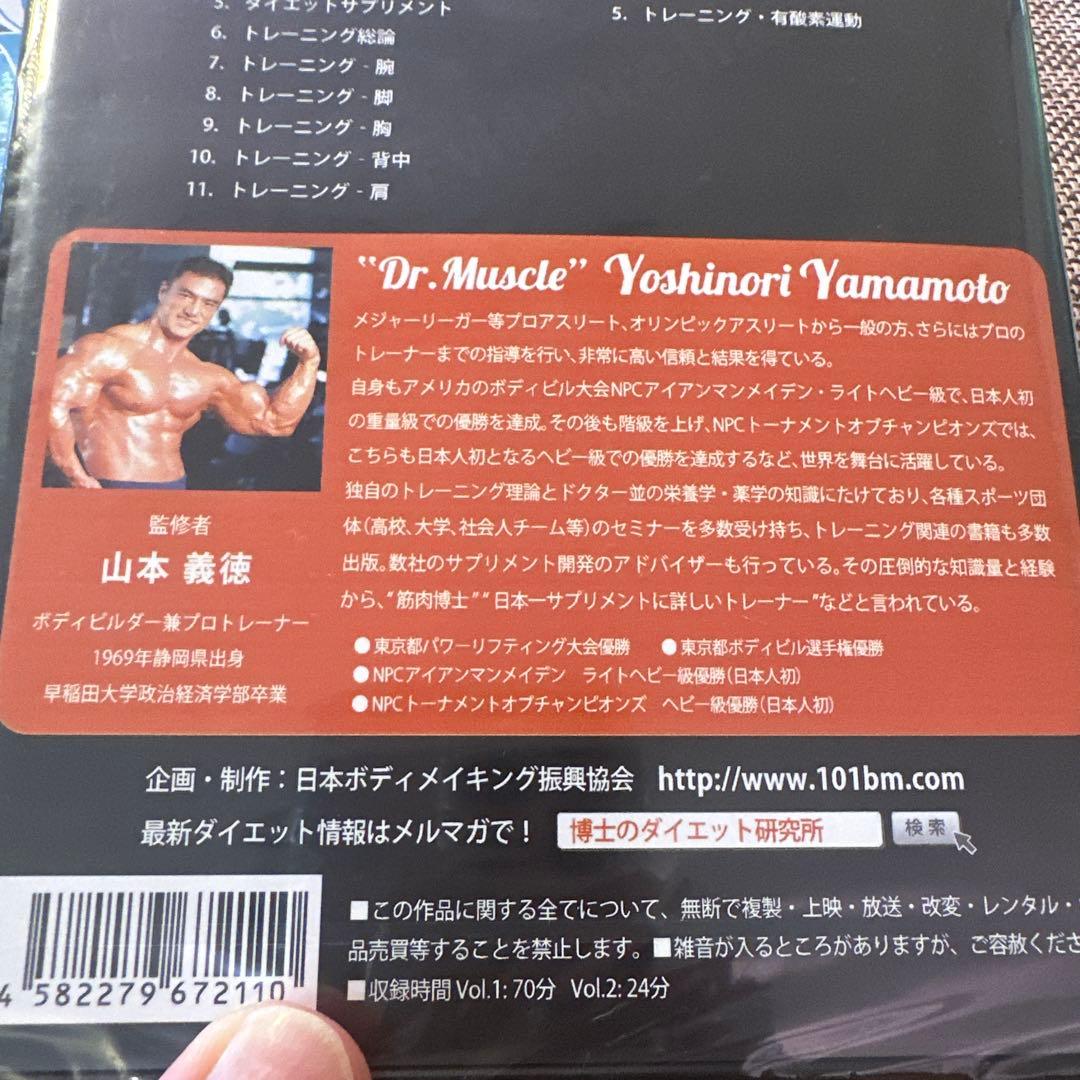 5. ダイエットサプリメント
6. トレーニング総論
7. トレーニング - 腕
8. トレーニング - 脚
9. トレーニング - 胸
10. トレーニング - 背中
11. トレーニング - 肩
5. トレーニング・有酸素運動
“Dr.Muscle” Yoshinori Yamamoto
メジャーリーガー等プロアスリート、オリンピックアスリートから一般の方、さらにはプロの
トレーナーまでの指導を行い、非常に高い信頼と結果を得ている。
自身もアメリカのボディビル大会NPCアイアンマンメイデン・ライトヘビー級で、日本人初
の重量級での優勝を達成。その後も階級を上げ、NPCトーナメントオブチャンピオンズでは、
こちらも日本人初となるヘビー級での優勝を達成するなど、世界を舞台に活躍している。
独自のトレーニング理論とドクター並の栄養学・薬学の知識にたけており、各種スポーツ団
体(高校、大学、社会人チーム等)のセミナーを多数受け持ち、トレーニング関連の書籍も多数
出版。数社のサプリメント開発のアドバイザーも行っている。その圧倒的な知識量と経験
から、“筋肉博士”“日本一サプリメントに詳しいトレーナー”などと言われている。
●東京都パワーリフティング大会優勝 ●東京都ボディビル選手権優勝
●NPCアイアンマンメイデン ライトヘビー級優勝(日本人初)
●NPCトーナメントオブチャンピオンズ ヘビー級優勝(日本人初)
監修者
山本 義徳
ボディビルダー兼プロトレーナー
1969年静岡県出身
早稲田大学政治経済学部卒業
企画・制作：日本ボディメイキング振興協会 http://www.101bm.com
最新ダイエット情報はメルマガで！ 博士のダイエット研究所 検索
■この作品に関する全てについて、無断で複製・上映・放送・改変・レンタル・
品売買等することを禁止します。■雑音が入るところがありますが、ご容赦くださ
■収録時間 Vol.1: 70分 Vol.2: 24分
4 582279 672110